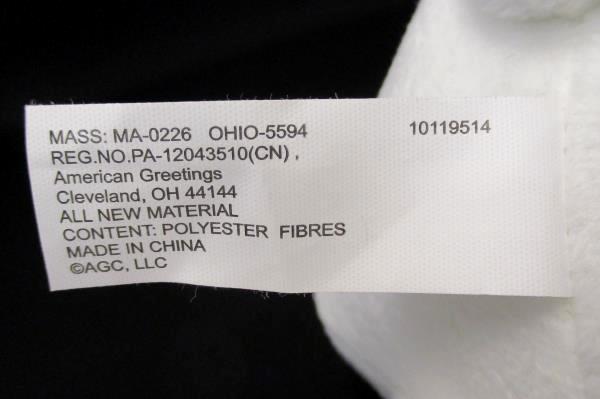 MASS: MA-0226 OHIO-5594 10119514
REG.NO.PA-12043510(CN) ,
American Greetings
Cleveland, OH 44144
ALL NEW MATERIAL
CONTENT: POLYESTER FIBRES
MADE IN CHINA
©AGC, LLC